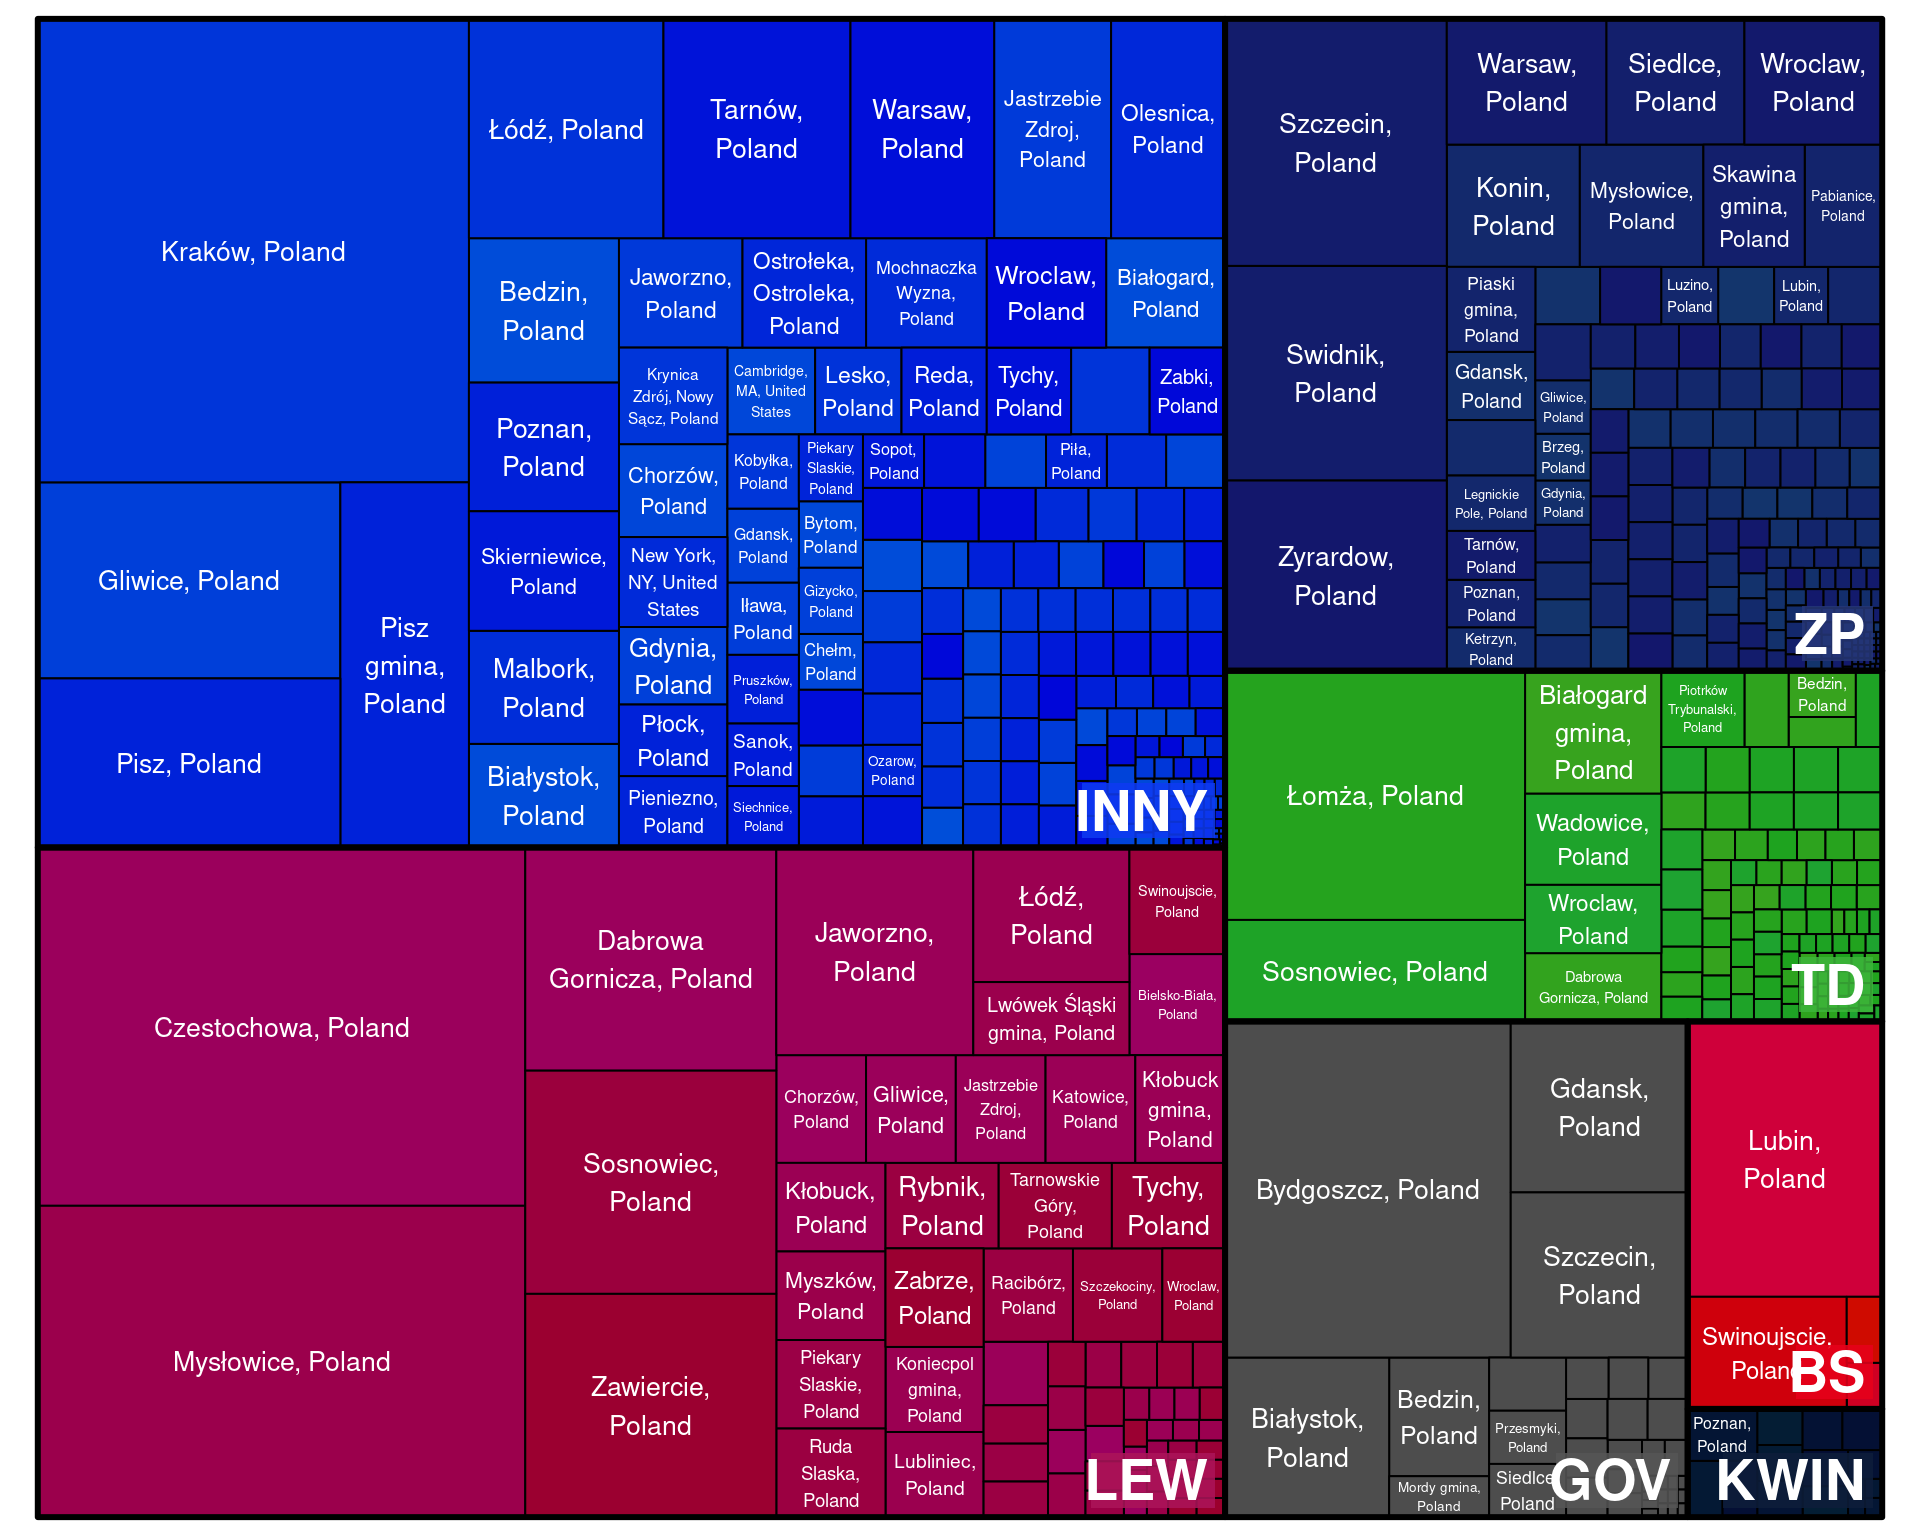 Kraków, Poland
Gliwice, Poland
Pisz, Poland
Pisz
gmina,
Poland
Łódź, Poland
Tarnów,
Poland
Warsaw,
Poland
Jastrzebie
Zdroj,
Poland
Olesnica,
Poland
Bedzin,
Poland
Poznan,
Poland
Skierniewice,
Poland
Malbork,
Poland
Białystok,
Poland
Jaworzno,
Poland
Ostrołeka,
Ostroleka,
Poland
Mochnaczka
Wyzna,
Poland
Wroclaw,
Poland
Białogard,
Poland
Krynica
Zdrój, Nowy
Sącz, Poland
Chorzów,
Poland
New York,
NY, United
States
Gdynia,
Poland
Płock,
Poland
Pieniezno,
Poland
Cambridge,
MA, United
States
Lesko,
Poland
Reda,
Poland
Tychy,
Poland
Zabki,
Poland
Kobyłka,
Poland
Gdansk,
Poland
Iława,
Poland
Pruszków,
Poland
Sanok,
Poland
Siechnice,
Poland
Piekary
Slaskie,
Poland
Bytom,
Poland
Gizycko,
Poland
Chełm,
Poland
Sopot,
Poland
Piła,
Poland
Ozarow,
Poland
INNY
Szczecin,
Poland
Swidnik,
Poland
Zyrardow,
Poland
Warsaw,
Poland
Siedlce,
Poland
Wroclaw,
Poland
Konin,
Poland
Mysłowice,
Poland
Skawina
gmina,
Poland
Pabianice,
Poland
Piaski
gmina,
Poland
Gdansk,
Poland
Legnickie
Pole, Poland
Tarnów,
Poland
Poznan,
Poland
Ketrzyn,
Poland
Luzino,
Poland
Lubin,
Poland
Gliwice,
Poland
Brzeg,
Poland
Gdynia,
Poland
ZP
Łomża, Poland
Sosnowiec, Poland
Białogard
gmina,
Poland
Wadowice,
Poland
Wroclaw,
Poland
Dabrowa
Gornicza, Poland
Piotrków
Trybunalski,
Poland
Bedzin,
Poland
TD
Czestochowa, Poland
Mysłowice, Poland
Dabrowa
Gornicza, Poland
Sosnowiec,
Poland
Zawiercie,
Poland
Jaworzno,
Poland
Łódź,
Poland
Lwówek Śląski
gmina, Poland
Swinoujscie,
Poland
Bielsko-Biała,
Poland
Chorzów,
Poland
Gliwice,
Poland
Jastrzebie
Zdroj,
Poland
Katowice,
Poland
Kłobuck
gmina,
Poland
Kłobuck,
Poland
Myszków,
Poland
Piekary
Slaskie,
Poland
Ruda
Slaska,
Poland
Rybnik,
Poland
Tarnowskie
Góry,
Poland
Tychy,
Poland
Zabrze,
Poland
Racibórz,
Poland
Szczekociny,
Poland
Wroclaw,
Poland
Koniecpol
gmina,
Poland
Lubliniec,
Poland
LEW
Bydgoszcz, Poland
Gdansk,
Poland
Szczecin,
Poland
Białystok,
Poland
Bedzin,
Poland
Mordy gmina,
Poland
Przesmyki,
Poland
Siedlce
Poland
GOV
Lubin,
Poland
Swinoujscie.
Poland
BS
Poznan,
Poland
KWIN